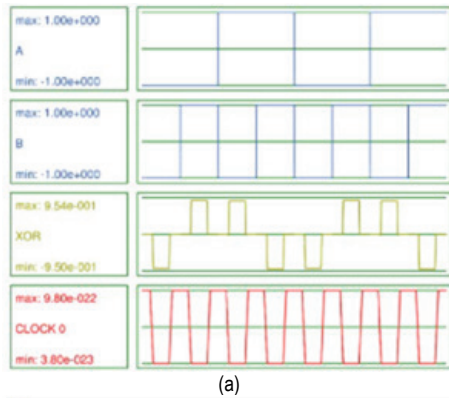 max: 1.00e+000
A
min: -1.00e+000
max: 1.00e+000
B
min: -1.00e+000
max: 9.54e-001
XOR
min: -9.50e-001
max: 9.80e-022
CLOCK 0
min: 3.80e-023
(a)